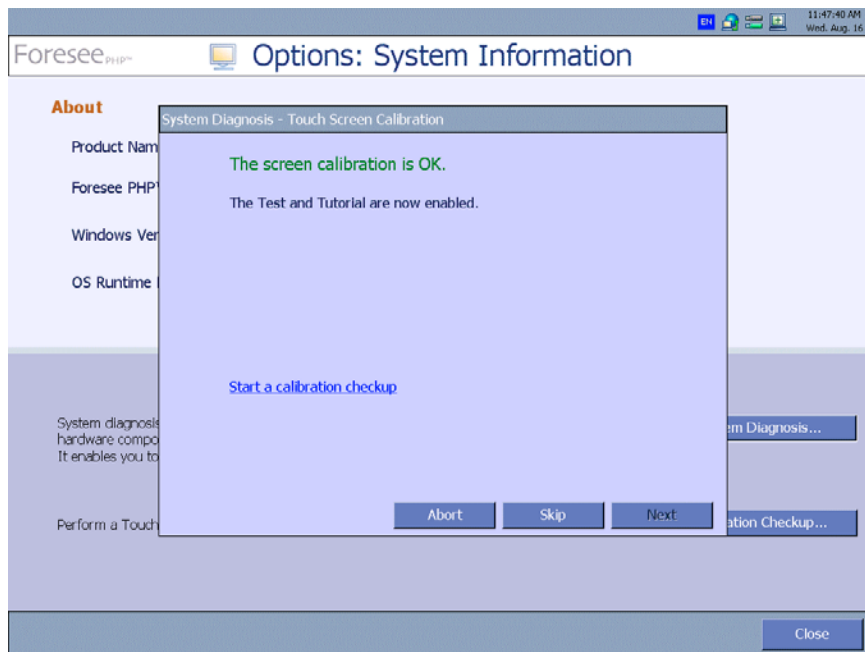 EN
11:47:40 AM
Wed. Aug. 16
Foresee PHP™
Options: System Information
About
System Diagnosis - Touch Screen Calibration
Product Nam
The screen calibration is OK.
Foresee PHP
The Test and Tutorial are now enabled.
Windows Ver
OS Runtime
Start a calibration checkup
System diagnosis
hardware compo
It enables you to
em Diagnosis...
Abort Skip Next
Perform a Touch
ation Checkup...
Close